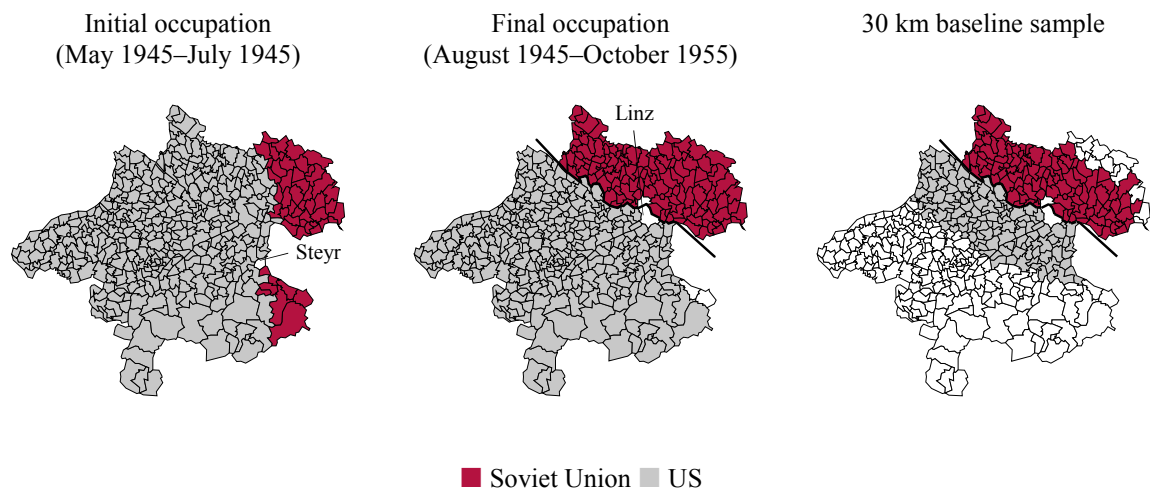 Initial occupation
(May 1945–July 1945)
Final occupation
(August 1945–October 1955)
30 km baseline sample
Linz
Steyr
Soviet Union
US